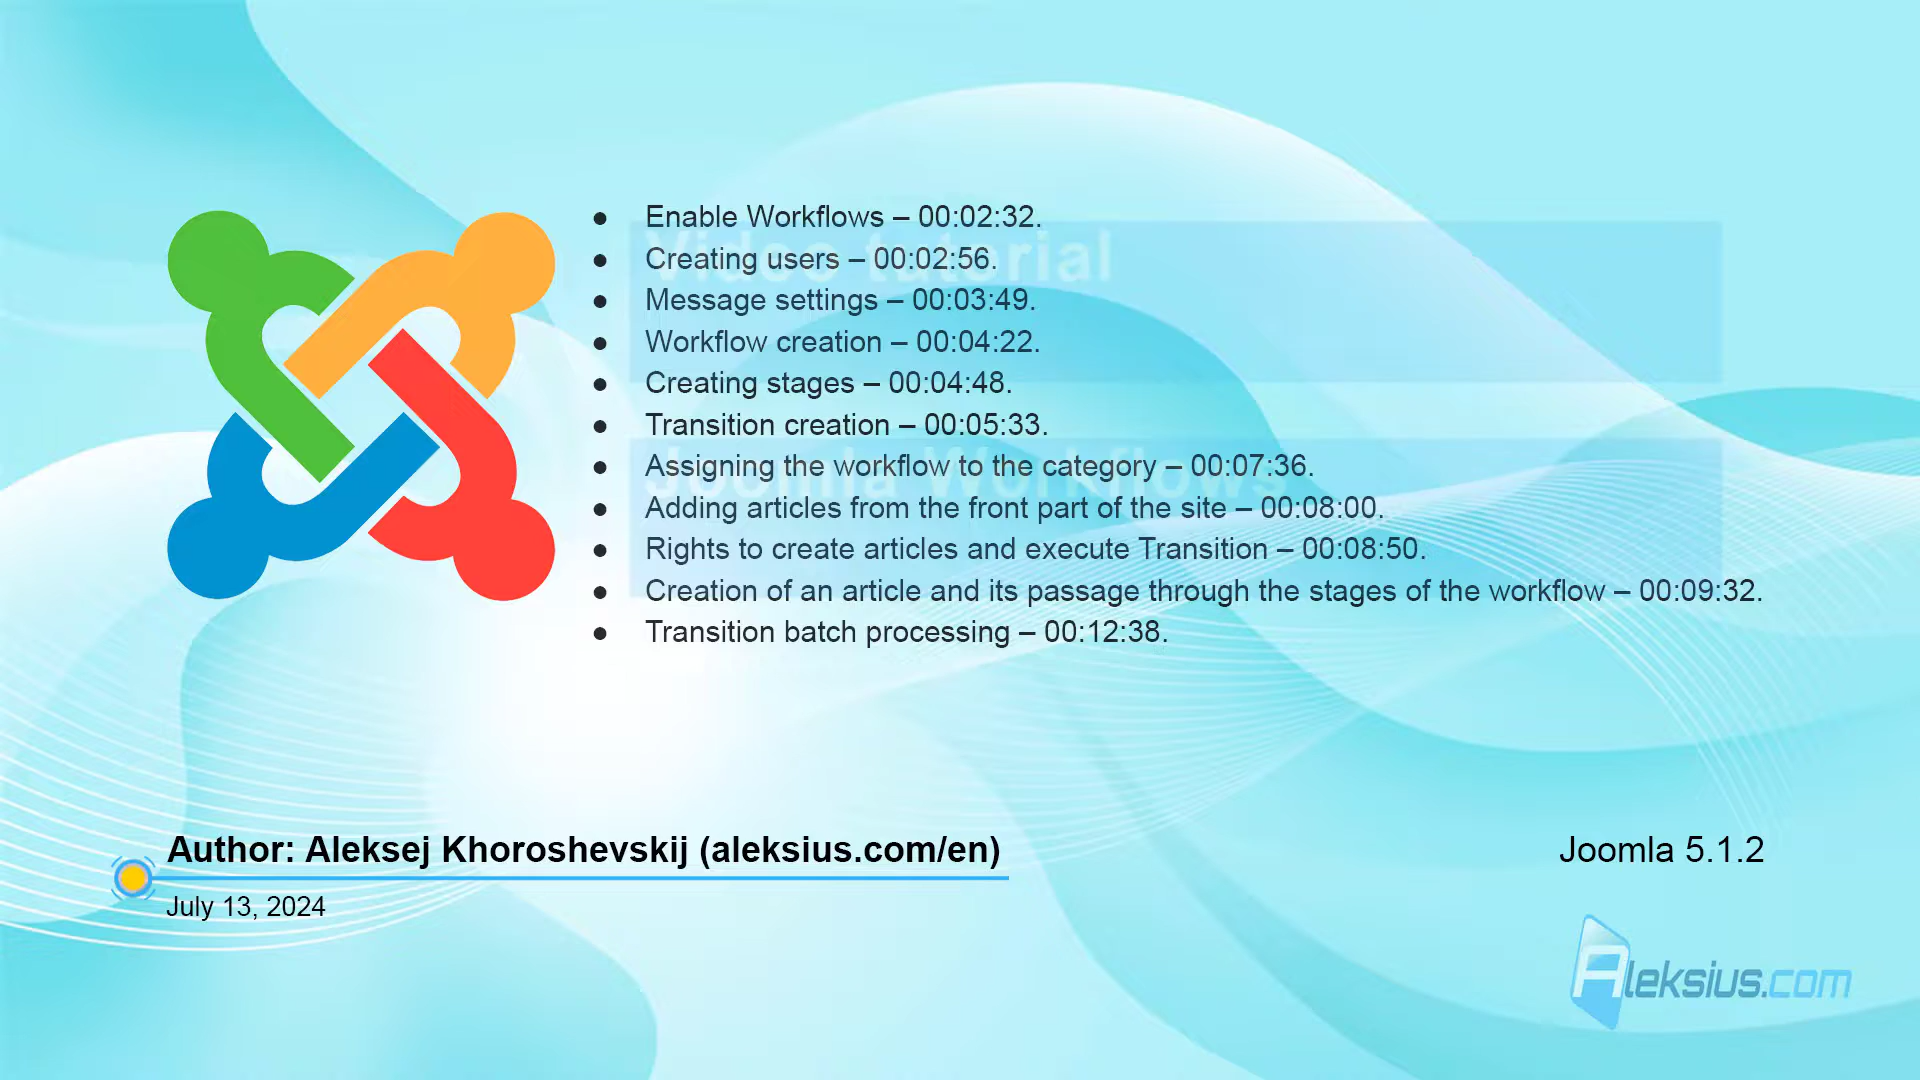 ● Enable Workflows – 00:02:32.
● Creating users – 00:02:56.
● Message settings – 00:03:49.
● Workflow creation – 00:04:22.
● Creating stages – 00:04:48.
● Transition creation – 00:05:33.
● Assigning the workflow to the category – 00:07:36.
● Adding articles from the front part of the site – 00:08:00.
● Rights to create articles and execute Transition – 00:08:50.
● Creation of an article and its passage through the stages of the workflow – 00:09:32.
● Transition batch processing – 00:12:38.
Video tutorial
Joomla Workflows
Author: Aleksej Khoroshevskij (aleksius.com/en)
Joomla 5.1.2
July 13, 2024
Aleksius.com